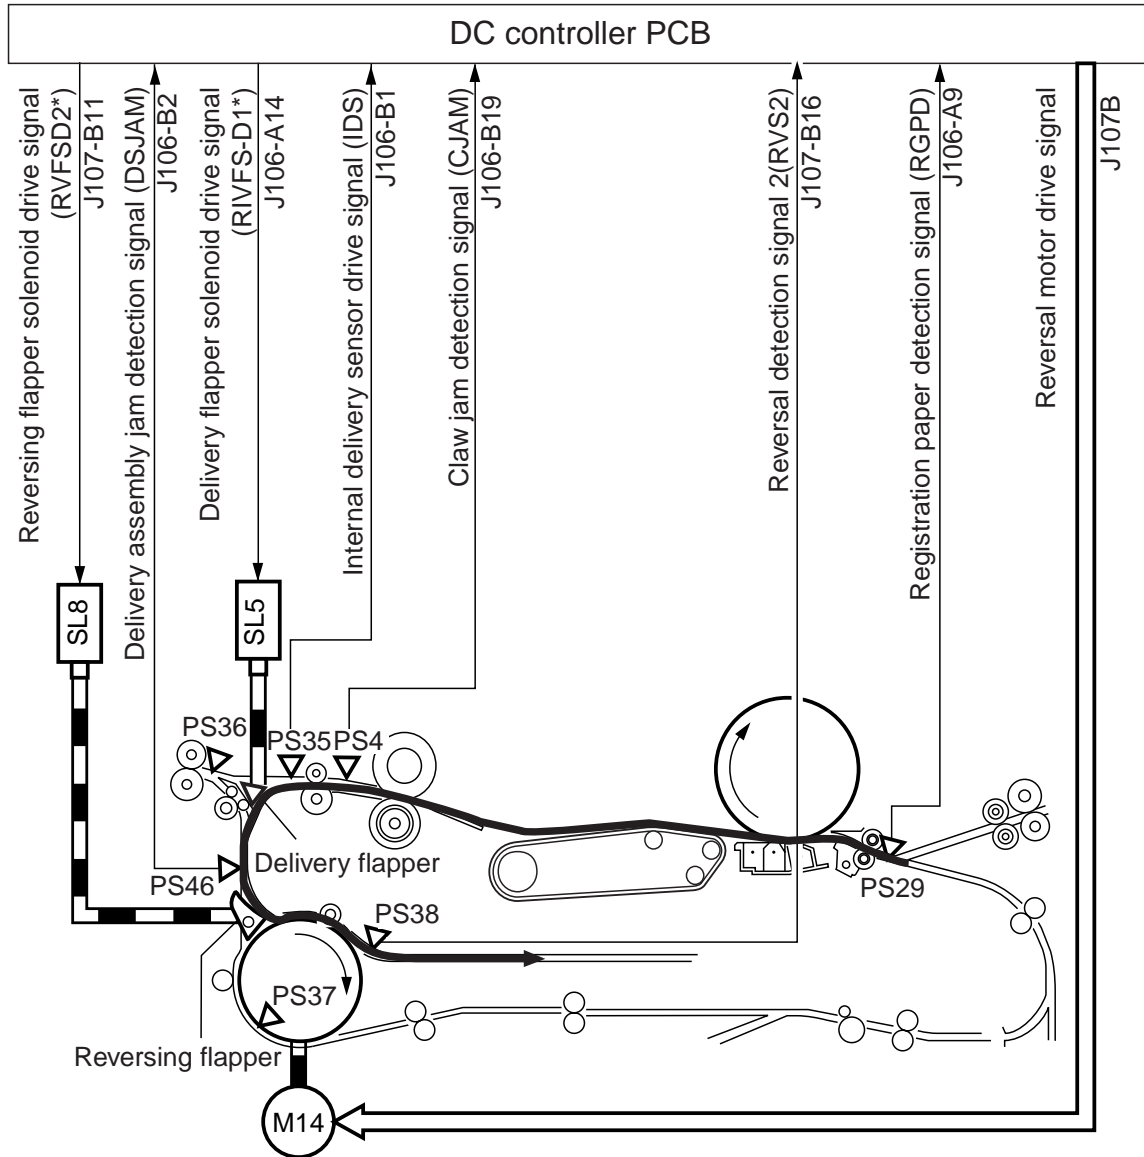 DC controller PCB
Reversing flapper solenoid drive signal
(RVFSD2*)
J107-B11
Delivery assembly jam detection signal (DSJAM)
J106-B2
Delivery flapper solenoid drive signal
(RIVFS-D1*)
J106-A14
Internal delivery sensor drive signal (IDS)
J106-B1
Claw jam detection signal (CJAM)
J106-B19
Reversal detection signal 2(RVS2)
J107-B16
Registration paper detection signal (RGPD)
J106-A9
Reversal motor drive signal
J107B
SL8
SL5
PS36
PS35
PS4
Delivery flapper
PS46
PS29
PS38
PS37
Reversing flapper
M14